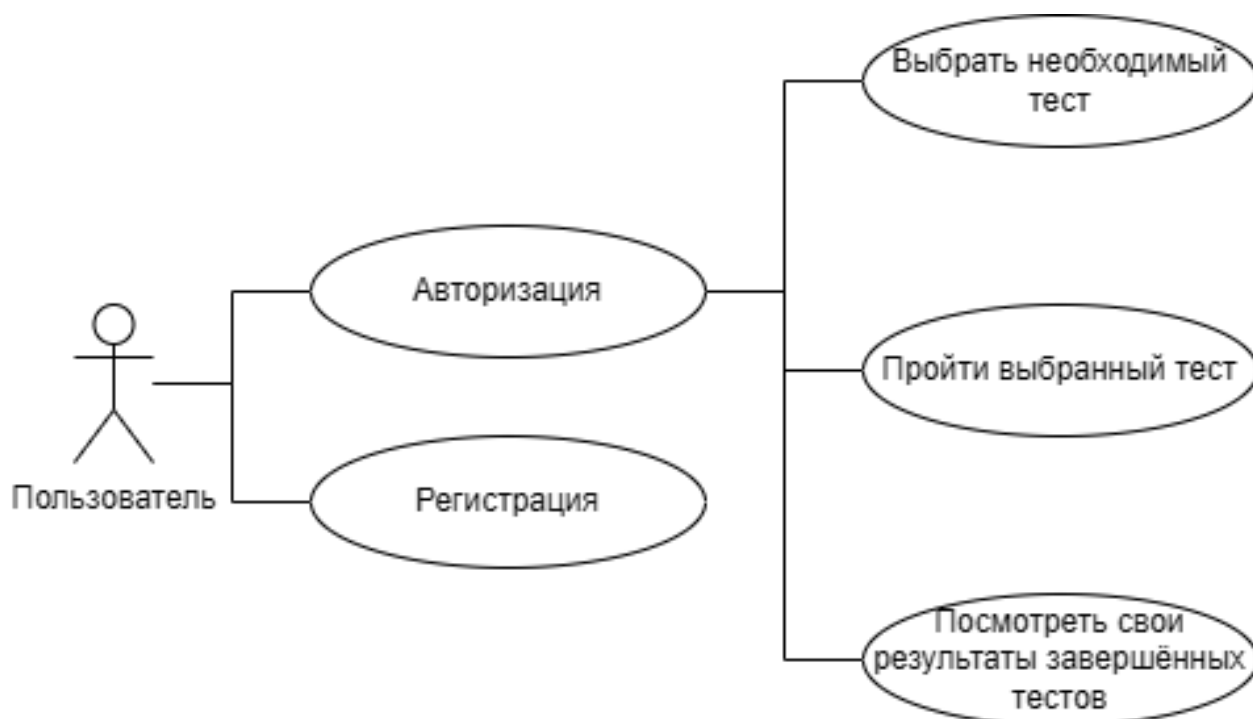 Выбрать необходимый
тест
Авторизация
Пройти выбранный тест
Пользователь
Регистрация
Посмотреть свои
результаты завершённых
тестов